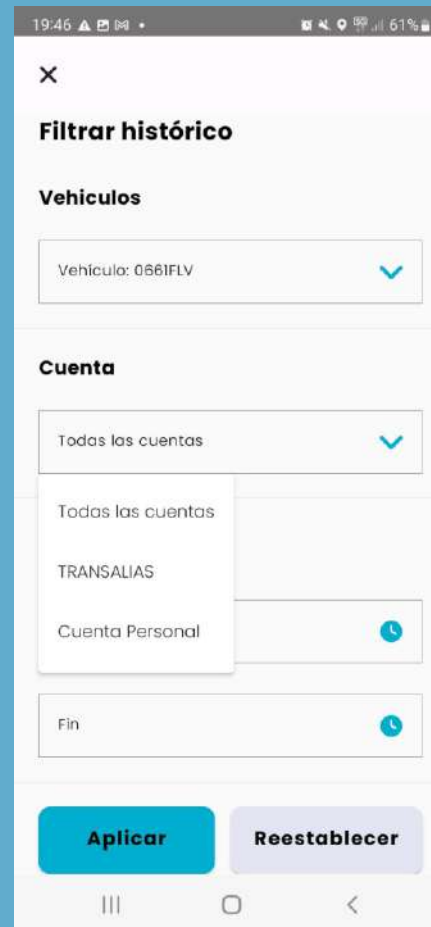 19:46
61%
Filtrar histórico
Vehiculos
Vehículo: 0661FLV
Cuenta
Todas las cuentas
Todas las cuentas
TRANSALIAS
Cuenta Personal
Fin
Aplicar
Reestablecer